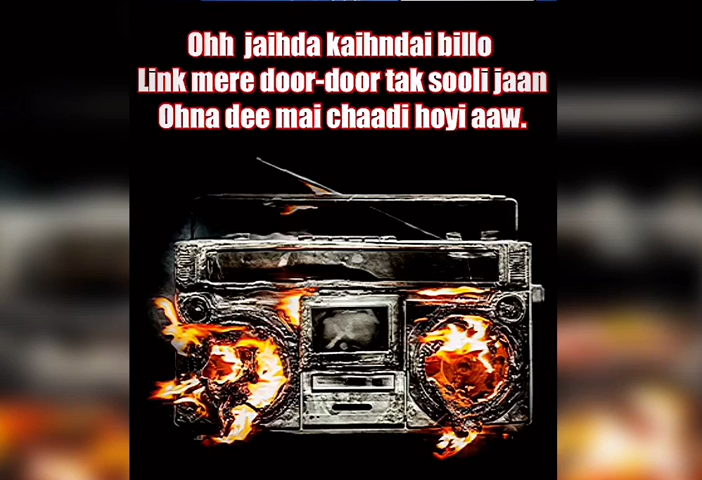 Ohh jaihda kaihndai billo
Link mere door-door tak sooli jaan
Ohna dee mai chaadi hoyi aaw.